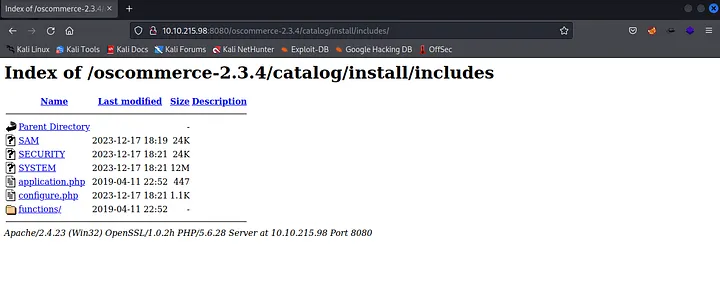 Index of /oscommerce-2.3.4/
10.10.215.98:8080/oscommerce-2.3.4/catalog/install/includes/
Kali Linux Kali Tools Kali Docs Kali Forums Kali NetHunter Exploit-DB Google Hacking DB OffSec
Index of /oscommerce-2.3.4/catalog/install/includes
Name Last modified Size Description
Parent Directory -
SAM 2023-12-17 18:19 24K
SECURITY 2023-12-17 18:21 24K
SYSTEM 2023-12-17 18:21 12M
application.php 2019-04-11 22:52 447
configure.php 2023-12-17 18:21 1.1K
functions/ 2019-04-11 22:52 -
Apache/2.4.23 (Win32) OpenSSL/1.0.2h PHP/5.6.28 Server at 10.10.215.98 Port 8080